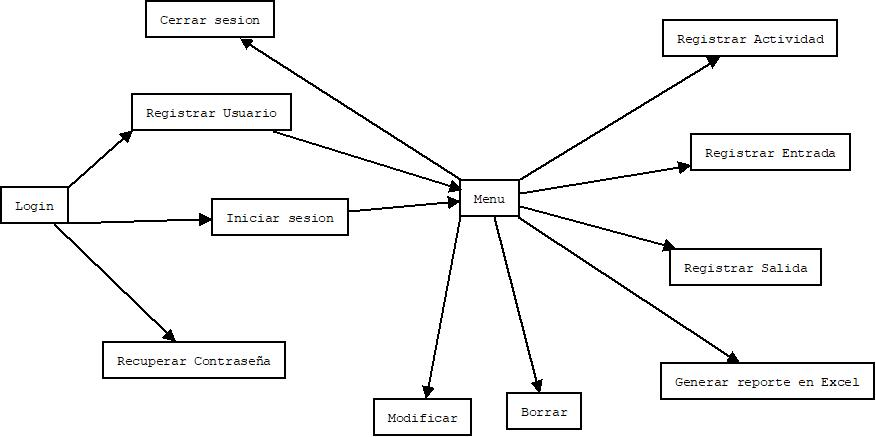 Cerrar sesion
Registrar Actividad
Registrar Usuario
Registrar Entrada
Login
Iniciar sesion
Menu
Registrar Salida
Recuperar Contraseña
Generar reporte en Excel
Modificar
Borrar